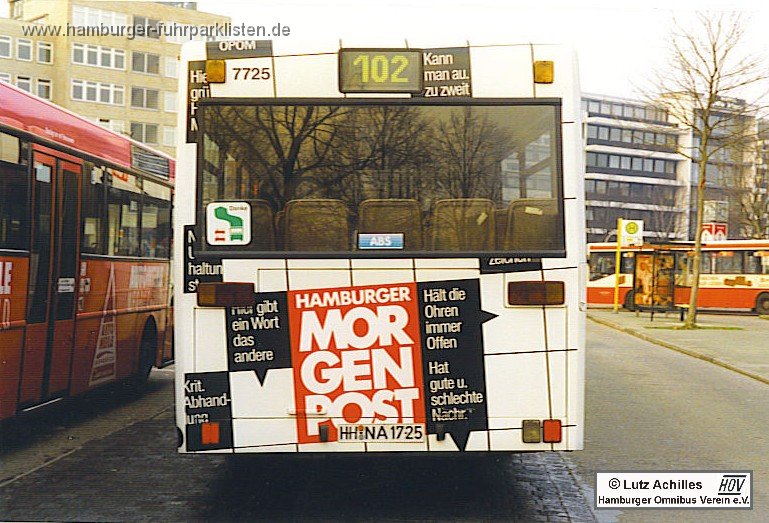 www.hamburger-fuhrparklisten.de
OPOM
7725
102
Kann
man au.
zu zweit
Danke
ABS
Hier gibt
ein Wort
das
andere
HAMBURGER
MOR
GEN
POST
Hält die
Ohren
immer
Offen
Hat
gute u.
schlechte
Nachr.
Krit.
Abhand-
lung
HH NA 1725
© Lutz Achilles HOV
Hamburger Omnibus Verein e.V.